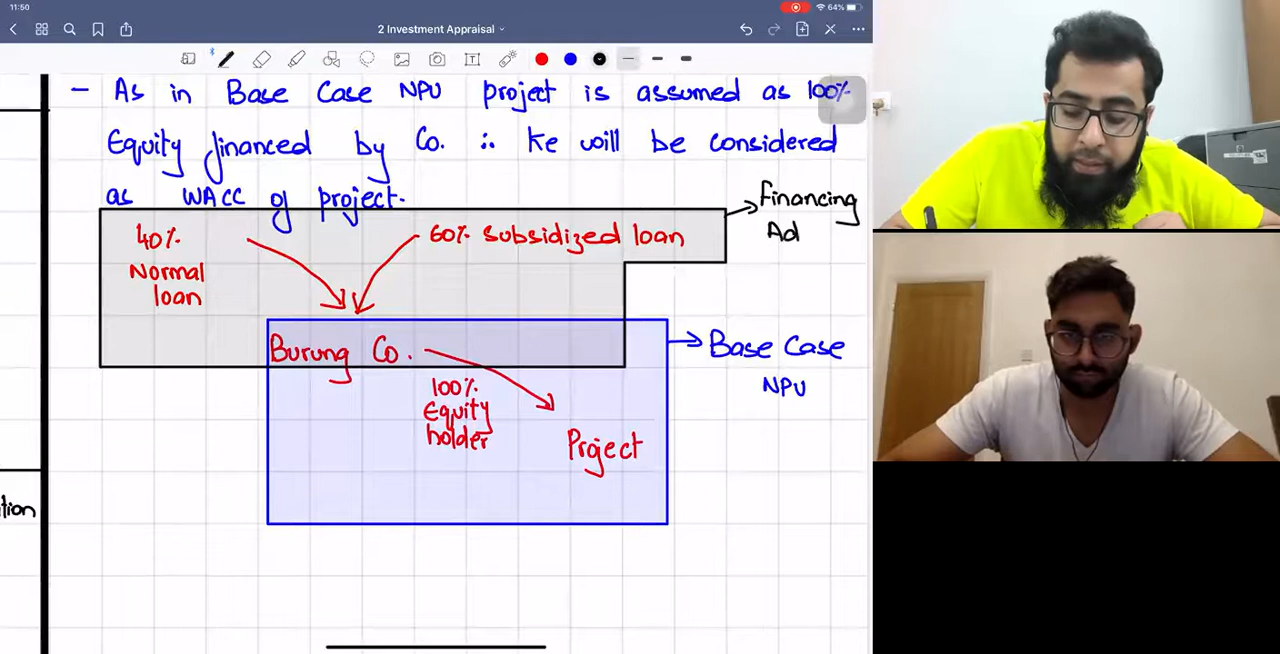 11:50
64%
2 Investment Appraisal
- As in Base Case NPV project is assumed as 100%
Equity financed by Co. ∴ Ke will be considered
as WACC of project.
Financing
Ad
40%
Normal
loan
60% subsidized loan
Burung Co.
100%
Equity
holder
Project
Base Case
NPV
tion